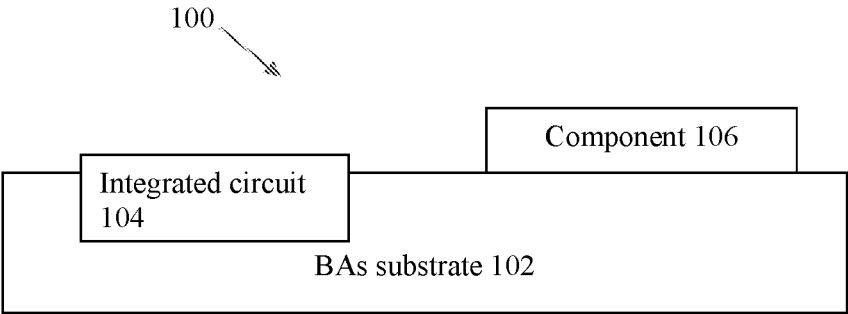 100
Component 106
Integrated circuit
104
BAs substrate 102